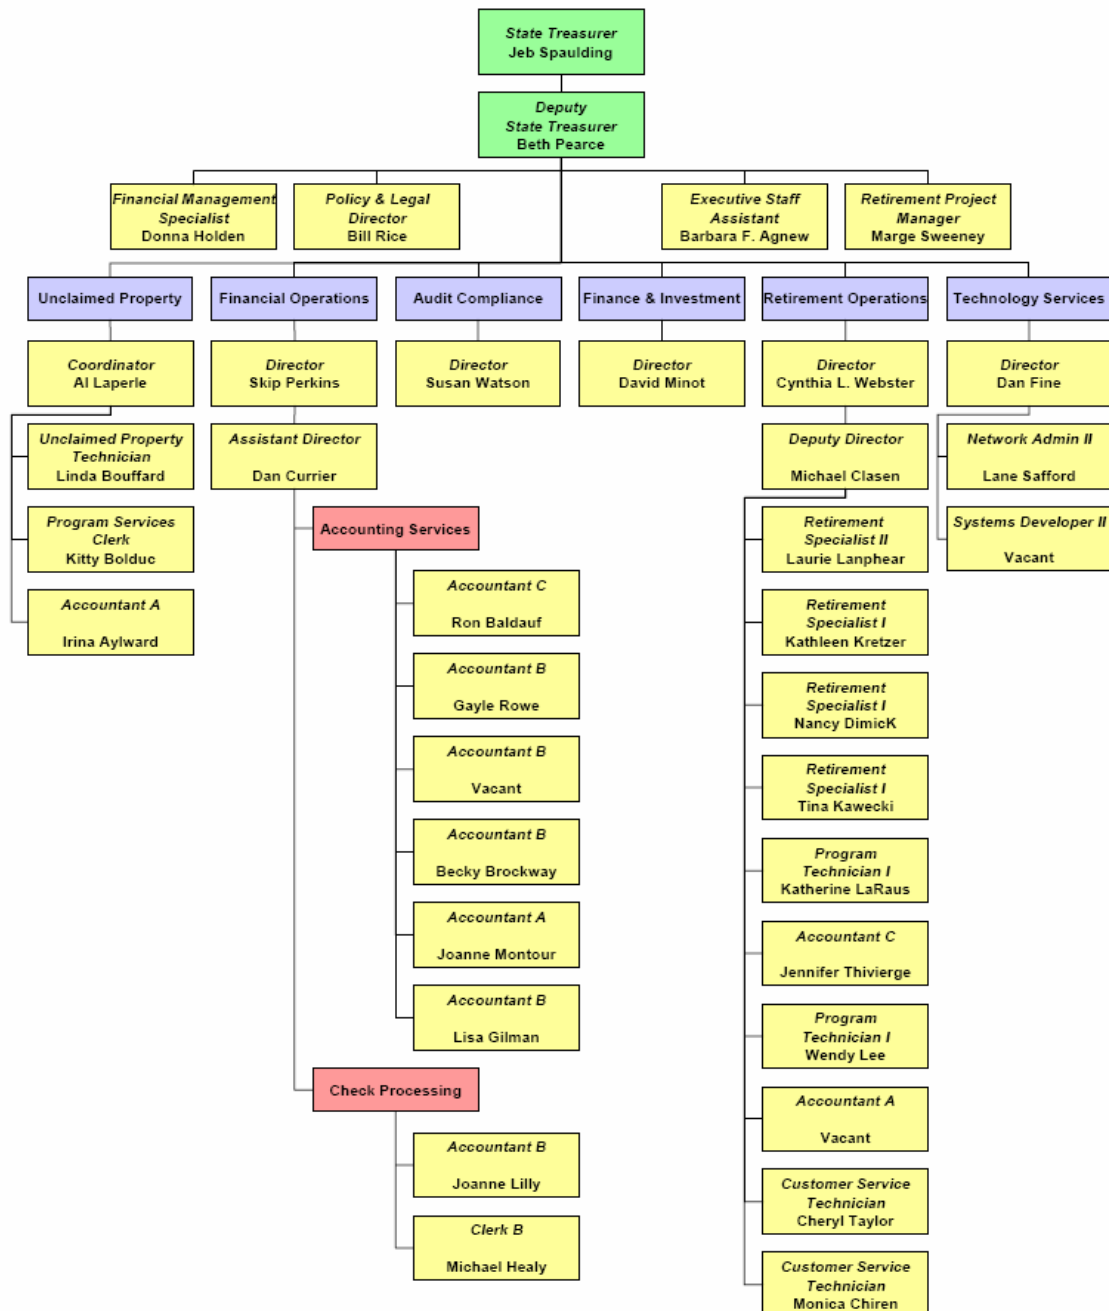 State Treasurer
Jeb Spaulding
Deputy
State Treasurer
Beth Pearce
Financial Management
Specialist
Donna Holden
Policy & Legal
Director
Bill Rice
Executive Staff
Assistant
Barbara F. Agnew
Retirement Project
Manager
Marge Sweeney
Unclaimed Property
Financial Operations
Audit Compliance
Finance & Investment
Retirement Operations
Technology Services
Coordinator
Al Laperle
Director
Skip Perkins
Director
Susan Watson
Director
David Minot
Director
Cynthia L. Webster
Director
Dan Fine
Unclaimed Property
Technician
Linda Bouffard
Program Services
Clerk
Kitty Bolduc
Accountant A
Irina Aylward
Assistant Director
Dan Currier
Accounting Services
Accountant C
Ron Baldauf
Accountant B
Gayle Rowe
Accountant B
Vacant
Accountant B
Becky Brockway
Accountant A
Joanne Montour
Accountant B
Lisa Gilman
Check Processing
Accountant B
Joanne Lilly
Clerk B
Michael Healy
Deputy Director
Michael Clasen
Retirement
Specialist II
Laurie Lanphear
Retirement
Specialist I
Kathleen Kretzer
Retirement
Specialist I
Nancy DimicK
Retirement
Specialist I
Tina Kawecki
Program
Technician I
Katherine LaRaus
Accountant C
Jennifer Thivierge
Program
Technician I
Wendy Lee
Accountant A
Vacant
Customer Service
Technician
Cheryl Taylor
Customer Service
Technician
Monica Chiren
Network Admin II
Lane Safford
Systems Developer II
Vacant